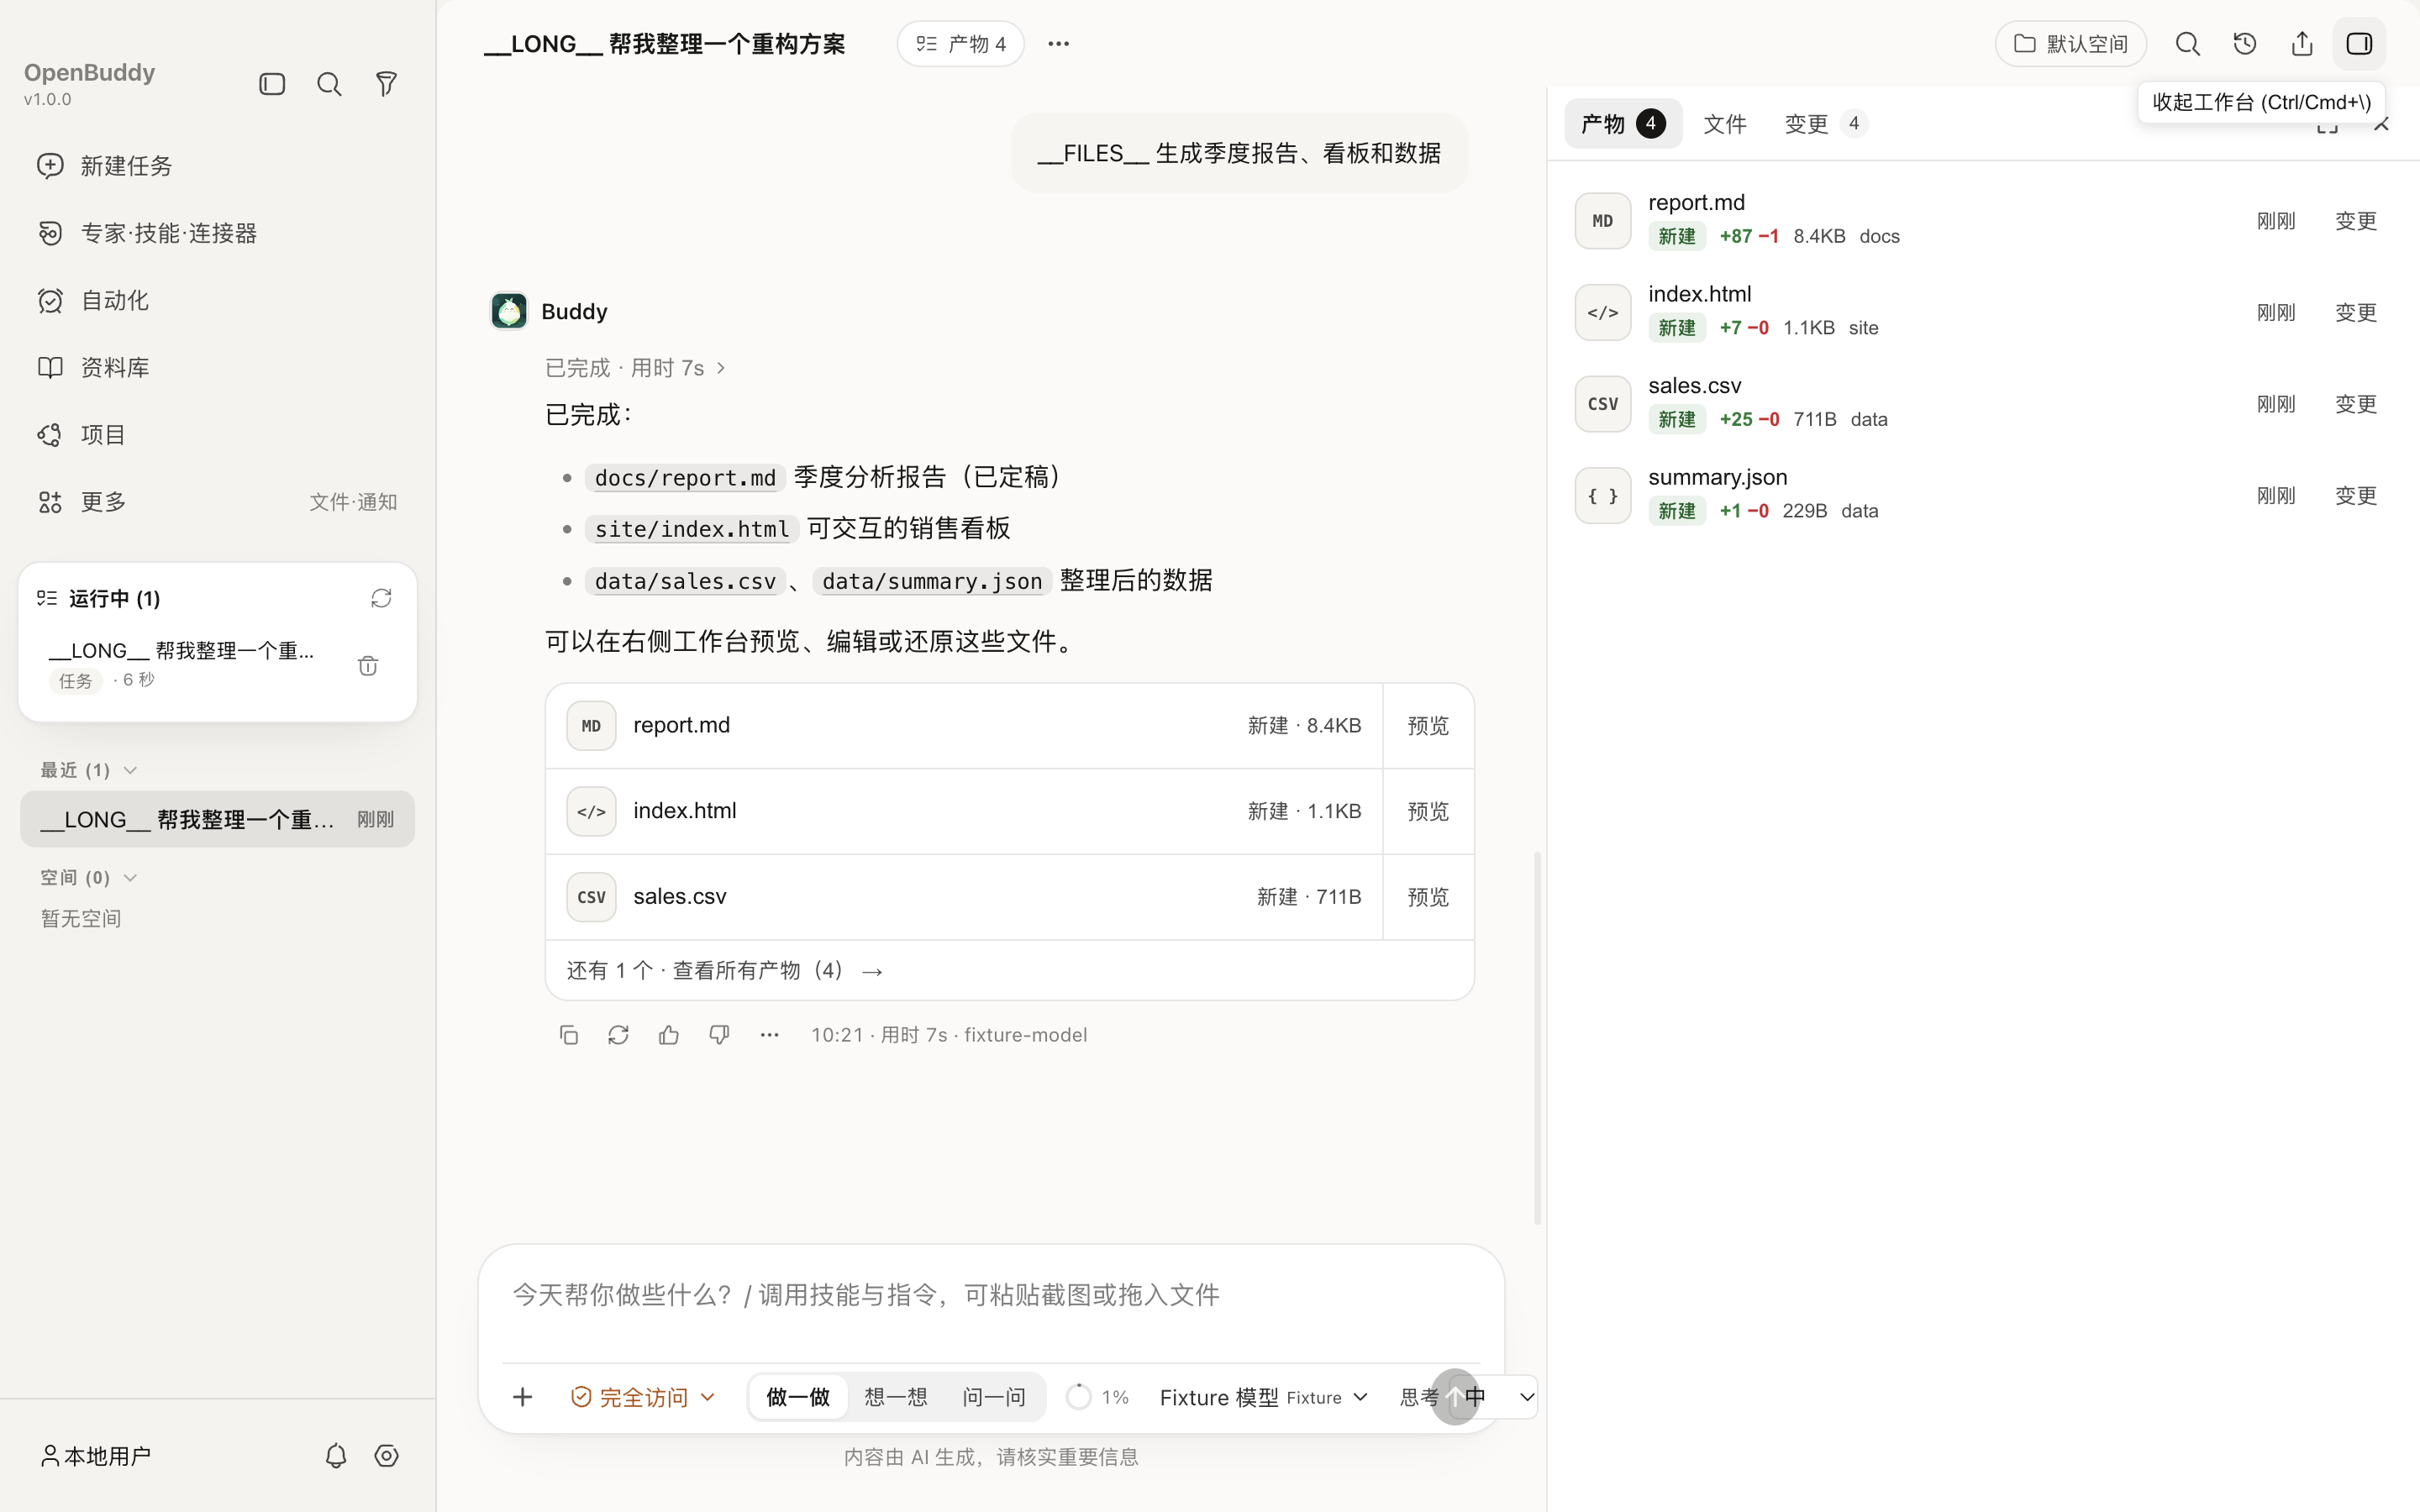 OpenBuddy
v1.0.0
新建任务
专家·技能·连接器
自动化
资料库
项目
更多 文件·通知
运行中 (1)
__LONG__ 帮我整理一个重...
任务 · 6 秒
最近 (1)
__LONG__ 帮我整理一个重... 刚刚
空间 (0)
暂无空间
本地用户
__LONG__ 帮我整理一个重构方案 产物 4
默认空间
收起工作台 (Ctrl/Cmd+\)
__FILES__ 生成季度报告、看板和数据
Buddy
已完成 · 用时 7s
已完成：
docs/report.md 季度分析报告（已定稿）
site/index.html 可交互的销售看板
data/sales.csv、data/summary.json 整理后的数据
可以在右侧工作台预览、编辑或还原这些文件。
MD report.md 新建 · 8.4KB 预览
</> index.html 新建 · 1.1KB 预览
CSV sales.csv 新建 · 711B 预览
还有 1 个 · 查看所有产物（4） →
10:21 · 用时 7s · fixture-model
今天帮你做些什么？/ 调用技能与指令，可粘贴截图或拖入文件
完全访问 做一做 想一想 问一问 1% Fixture 模型 Fixture 思考 中
内容由 AI 生成，请核实重要信息
产物 4 文件 变更 4
MD report.md
新建 +87 −1 8.4KB docs 刚刚 变更
</> index.html
新建 +7 −0 1.1KB site 刚刚 变更
CSV sales.csv
新建 +25 −0 711B data 刚刚 变更
{ } summary.json
新建 +1 −0 229B data 刚刚 变更